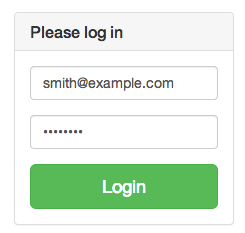 Please log in
smith@example.com
••••••••
Login